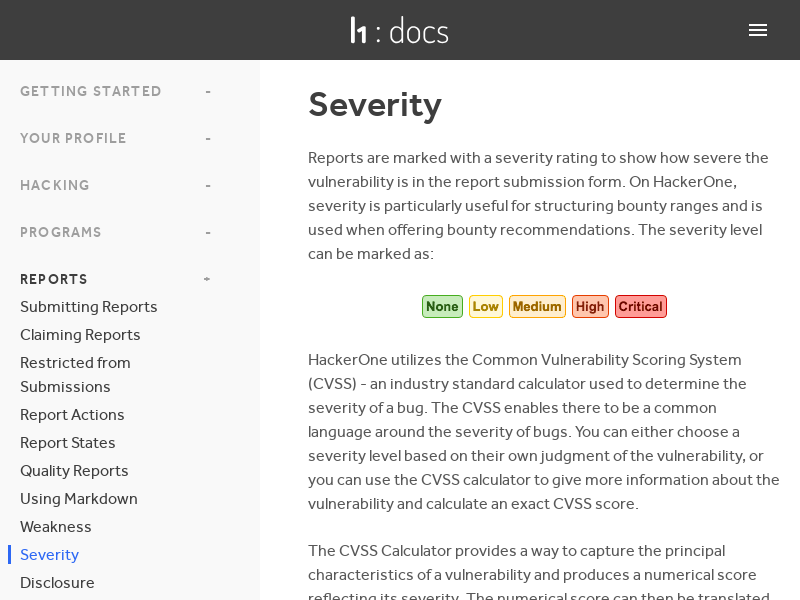 h1 : docs
GETTING STARTED -
YOUR PROFILE -
HACKING -
PROGRAMS -
REPORTS
Submitting Reports
Claiming Reports
Restricted from
Submissions
Report Actions
Report States
Quality Reports
Using Markdown
Weakness
Severity
Disclosure
Severity
Reports are marked with a severity rating to show how severe the
vulnerability is in the report submission form. On HackerOne,
severity is particularly useful for structuring bounty ranges and is
used when offering bounty recommendations. The severity level
can be marked as:
None Low Medium High Critical
HackerOne utilizes the Common Vulnerability Scoring System
(CVSS) - an industry standard calculator used to determine the
severity of a bug. The CVSS enables there to be a common
language around the severity of bugs. You can either choose a
severity level based on their own judgment of the vulnerability, or
you can use the CVSS calculator to give more information about the
vulnerability and calculate an exact CVSS score.
The CVSS Calculator provides a way to capture the principal
characteristics of a vulnerability and produces a numerical score
reflecting its severity. The numerical score can then be translated